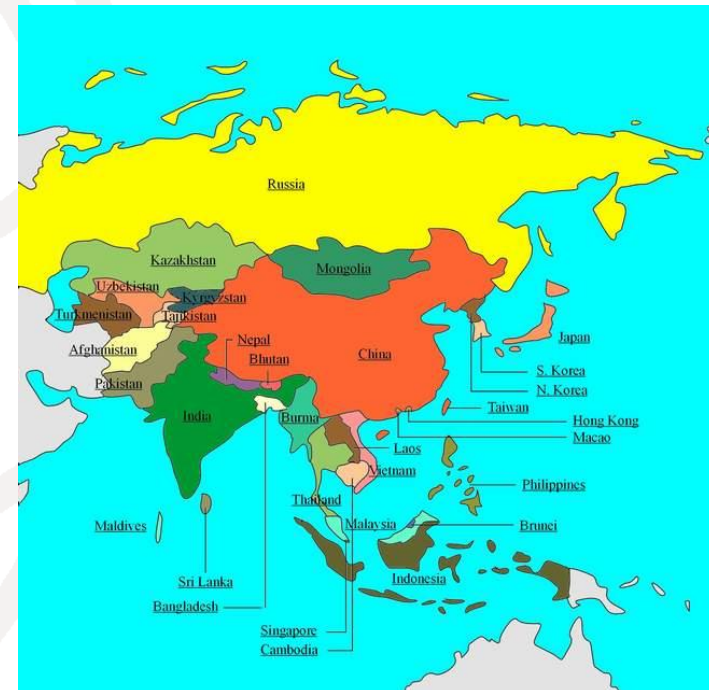 Russia
Kazakhstan
Mongolia
Uzbekistan
Kyrgyzstan
Turkmenistan
Tajikistan
Japan
Afghanistan
Nepal
China
Bhutan
S. Korea
Pakistan
N. Korea
Taiwan
India
Burma
Hong Kong
Macao
Laos
Vietnam
Philippines
Thailand
Maldives
Malaysia
Brunei
Sri Lanka
Indonesia
Bangladesh
Singapore
Cambodia